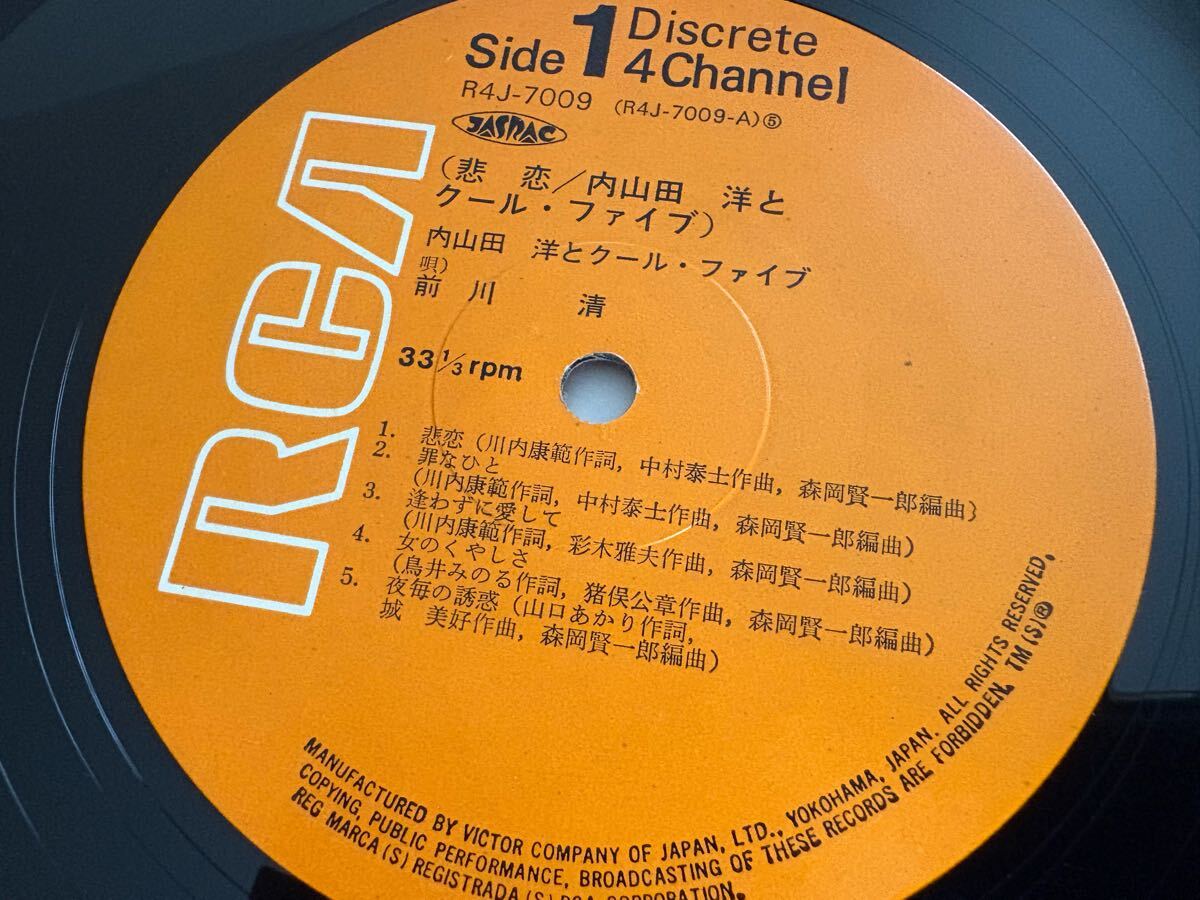 Side 1 Discrete
4 Channel
R4J-7009 (R4J-7009-A)⑤
JASRAC
RCA
(悲 恋/内山田 洋と
クール・ファイブ)
内山田 洋とクール・ファイブ
唄)
前 川 清
33 1/3 rpm
1. 悲恋 (川内康範作詞, 中村泰士作曲, 森岡賢一郎編曲}
2. 罪なひと
(川内康範作詞, 中村泰士作曲, 森岡賢一郎編曲)
3. 逢わずに愛して
(川内康範作詞, 彩木雅夫作曲, 森岡賢一郎編曲)
4. 女のくやしさ
(鳥井みのる作詞, 猪俣公章作曲, 森岡賢一郎編曲)
5. 夜毎の誘惑 (山口あかり作詞,
城 美好作曲, 森岡賢一郎編曲)
MANUFACTURED BY VICTOR COMPANY OF JAPAN, LTD., YOKOHAMA, JAPAN. ALL RIGHTS RESERVED.
COPYING, PUBLIC PERFORMANCE, BROADCASTING OF THESE RECORDS ARE FORBIDDEN. TM(S)®
REG MARCA(S) REGISTRADA(S) RCA CORPORATION.